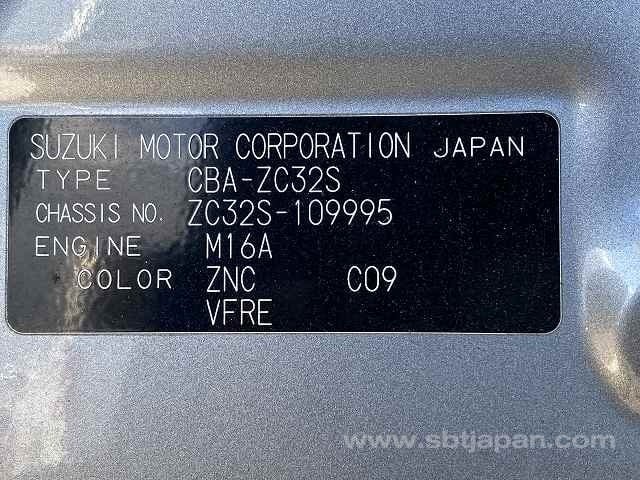 SUZUKI MOTOR CORPORATION JAPAN
TYPE CBA-ZC32S
CHASSIS NO. ZC32S-109995
ENGINE M16A
COLOR ZNC C09
VFRE
www.sbtjapan.com